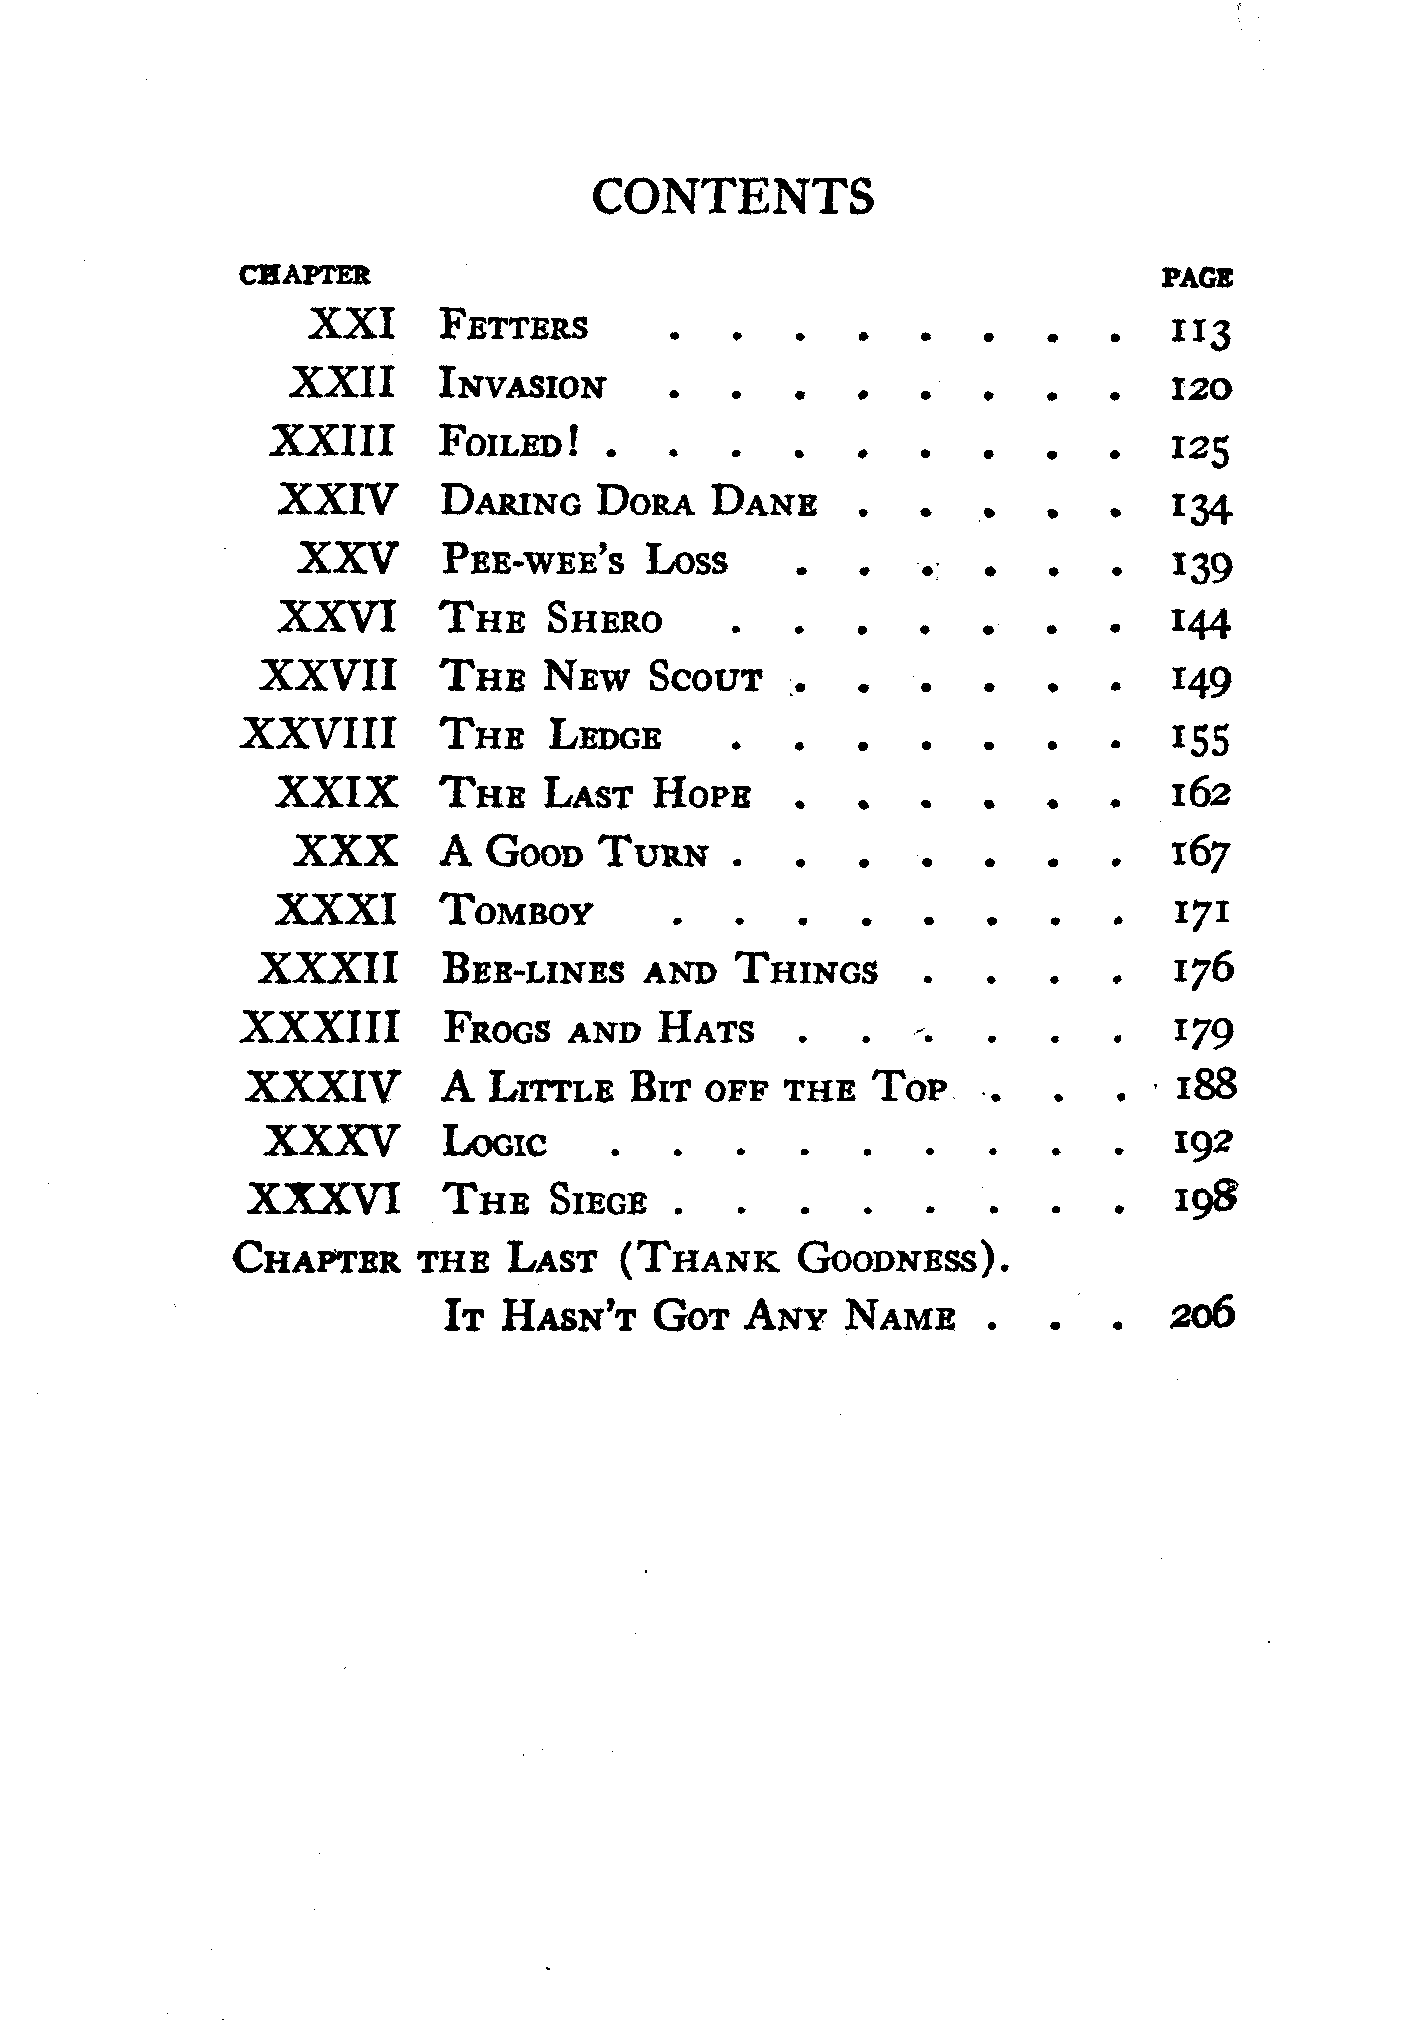 CONTENTS
CHAPTER PAGE
XXI FETTERS . . . . . . . . 113
XXII INVASION . . . . . . . . 120
XXIII FOILED! . . . . . . . . . 125
XXIV DARING DORA DANE . . . . . 134
XXV PEE-WEE'S LOSS . . . . . . 139
XXVI THE SHERO . . . . . . . 144
XXVII THE NEW SCOUT . . . . . . 149
XXVIII THE LEDGE . . . . . . . 155
XXIX THE LAST HOPE . . . . . . 162
XXX A GOOD TURN . . . . . . . 167
XXXI TOMBOY . . . . . . . . 171
XXXII BEE-LINES AND THINGS . . . . 176
XXXIII FROGS AND HATS . . . . . . 179
XXXIV A LITTLE BIT OFF THE TOP . . . 188
XXXV LOGIC . . . . . . . . . 192
XXXVI THE SIEGE . . . . . . . . 198
CHAPTER THE LAST (THANK GOODNESS).
IT HASN'T GOT ANY NAME . . . 206